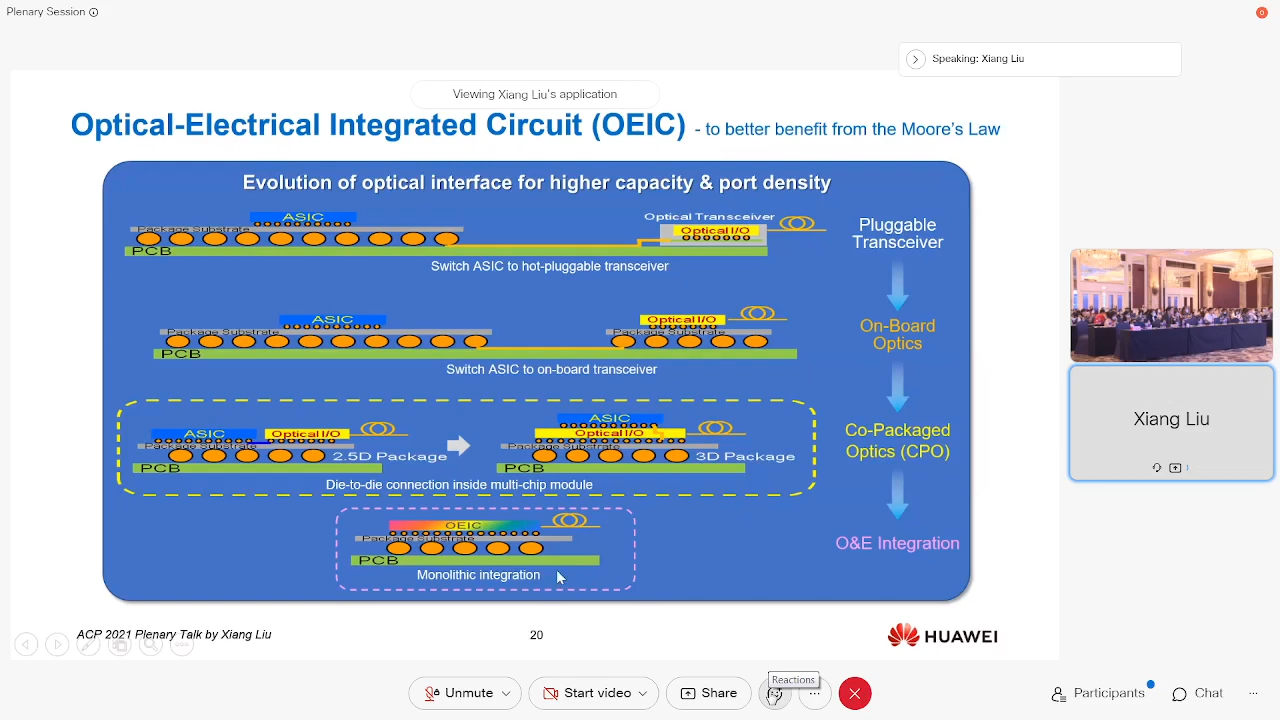 Plenary Session
Speaking: Xiang Liu
Viewing Xiang Liu's application
Optical-Electrical Integrated Circuit (OEIC) - to better benefit from the Moore's Law
Evolution of optical interface for higher capacity & port density
ASIC
Package Substrate
PCB
Optical Transceiver
Optical I/O
Switch ASIC to hot-pluggable transceiver
Pluggable
Transceiver
ASIC
Package Substrate
PCB
Optical I/O
Package Substrate
Switch ASIC to on-board transceiver
On-Board
Optics
ASIC
Optical I/O
Package Substrate
PCB
2.5D Package
ASIC
Optical I/O
Package Substrate
PCB
3D Package
Die-to-die connection inside multi-chip module
Co-Packaged
Optics (CPO)
OEIC
Package Substrate
PCB
Monolithic integration
O&E Integration
Xiang Liu
ACP 2021 Plenary Talk by Xiang Liu
20
HUAWEI
Reactions
Unmute
Start video
Share
Participants
Chat